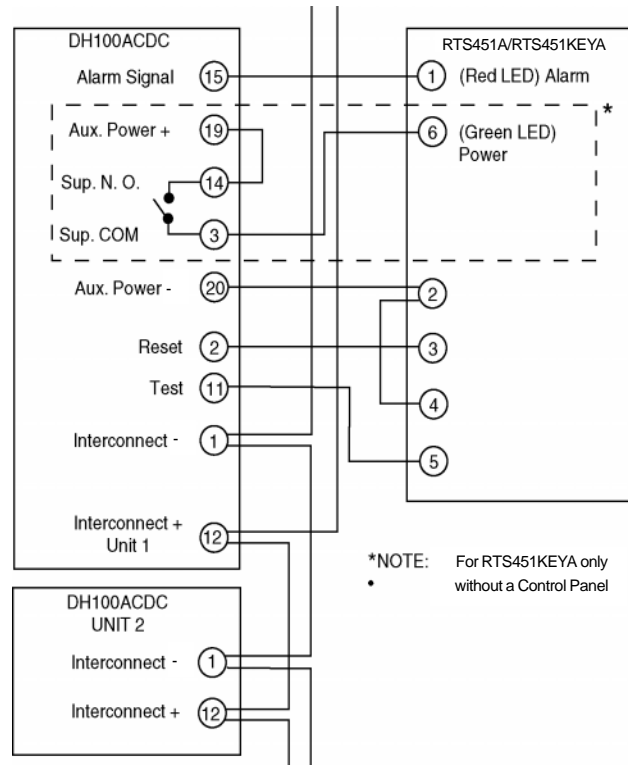 DH100ACDC
Alarm Signal 15
Aux. Power + 19
Sup. N. O. 14
Sup. COM 3
Aux. Power - 20
Reset 2
Test 11
Interconnect - 1
Interconnect + 12
Unit 1
RTS451A/RTS451KEYA
1 (Red LED) Alarm
*
6 (Green LED)
Power
2
3
4
5
*NOTE: For RTS451KEYA only
• without a Control Panel
DH100ACDC
UNIT 2
Interconnect - 1
Interconnect + 12